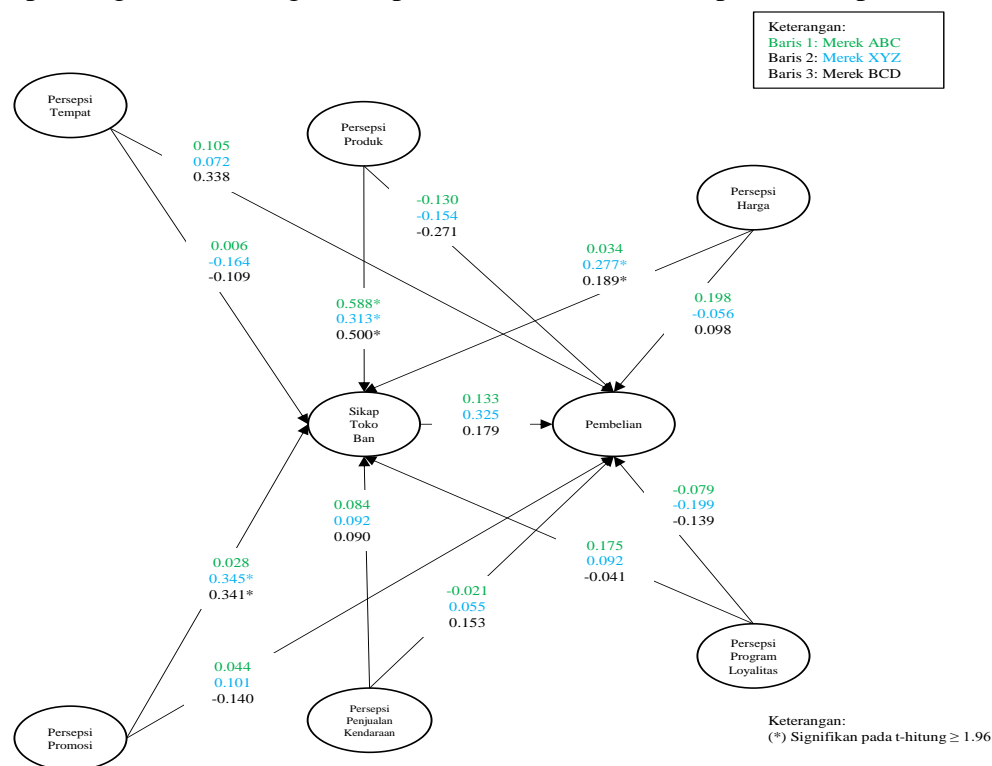 Keterangan:
Baris 1: Merek ABC
Baris 2: Merek XYZ
Baris 3: Merek BCD
Persepsi
Tempat
Persepsi
Produk
Persepsi
Harga
0.105
0.072
0.338
-0.130
-0.154
-0.271
0.006
-0.164
-0.109
0.034
0.277*
0.189*
0.588*
0.313*
0.500*
0.198
-0.056
0.098
Sikap
Toko
Ban
0.133
0.325
0.179
Pembelian
0.084
0.092
0.090
-0.079
-0.199
-0.139
0.028
0.345*
0.341*
-0.021
0.055
0.153
0.175
0.092
-0.041
0.044
0.101
-0.140
Persepsi
Program
Loyalitas
Persepsi
Penjualan
Kendaraan
Persepsi
Promosi
Keterangan:
(*) Signifikan pada t-hitung ≥ 1.96